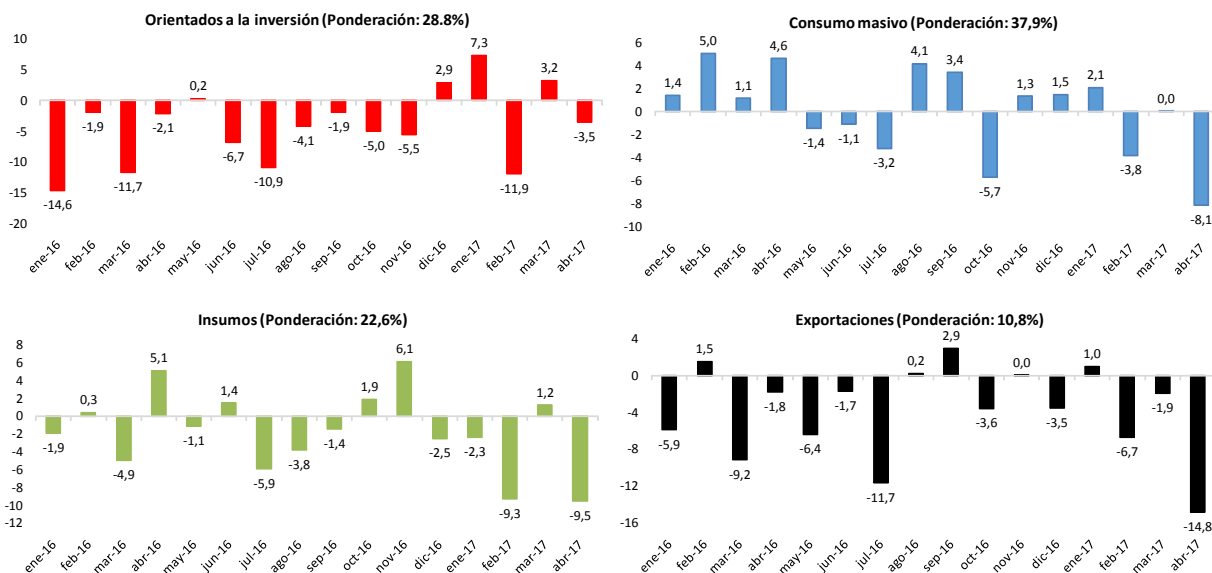 Orientados a la inversión (Ponderación: 28.8%)
10
5
0
-5
-10
-15
-20
-14,6
-1,9
-11,7
-2,1
0,2
-6,7
-10,9
-4,1
-1,9
-5,0
-5,5
2,9
7,3
-11,9
3,2
-3,5
ene-16
feb-16
mar-16
abr-16
may-16
jun-16
jul-16
ago-16
sep-16
oct-16
nov-16
dic-16
ene-17
feb-17
mar-17
abr-17
Consumo masivo (Ponderación: 37,9%)
6
4
2
0
-2
-4
-6
-8
-10
1,4
5,0
1,1
4,6
-1,4
-1,1
-3,2
4,1
3,4
-5,7
1,3
1,5
2,1
-3,8
0,0
-8,1
ene-16
feb-16
mar-16
abr-16
may-16
jun-16
jul-16
ago-16
sep-16
oct-16
nov-16
dic-16
ene-17
feb-17
mar-17
abr-17
Insumos (Ponderación: 22,6%)
8
6
4
2
0
-2
-4
-6
-8
-10
-12
-1,9
0,3
-4,9
5,1
-1,1
1,4
-5,9
-3,8
-1,4
1,9
6,1
-2,5
-2,3
-9,3
1,2
-9,5
ene-16
feb-16
mar-16
abr-16
may-16
jun-16
jul-16
ago-16
sep-16
oct-16
nov-16
dic-16
ene-17
feb-17
mar-17
abr-17
Exportaciones (Ponderación: 10,8%)
4
0
-4
-8
-12
-16
-5,9
1,5
-9,2
-1,8
-6,4
-1,7
-11,7
0,2
2,9
-3,6
0,0
-3,5
1,0
-6,7
-1,9
-14,8
ene-16
feb-16
mar-16
abr-16
may-16
jun-16
jul-16
ago-16
sep-16
oct-16
nov-16
dic-16
ene-17
feb-17
mar-17
abr-17